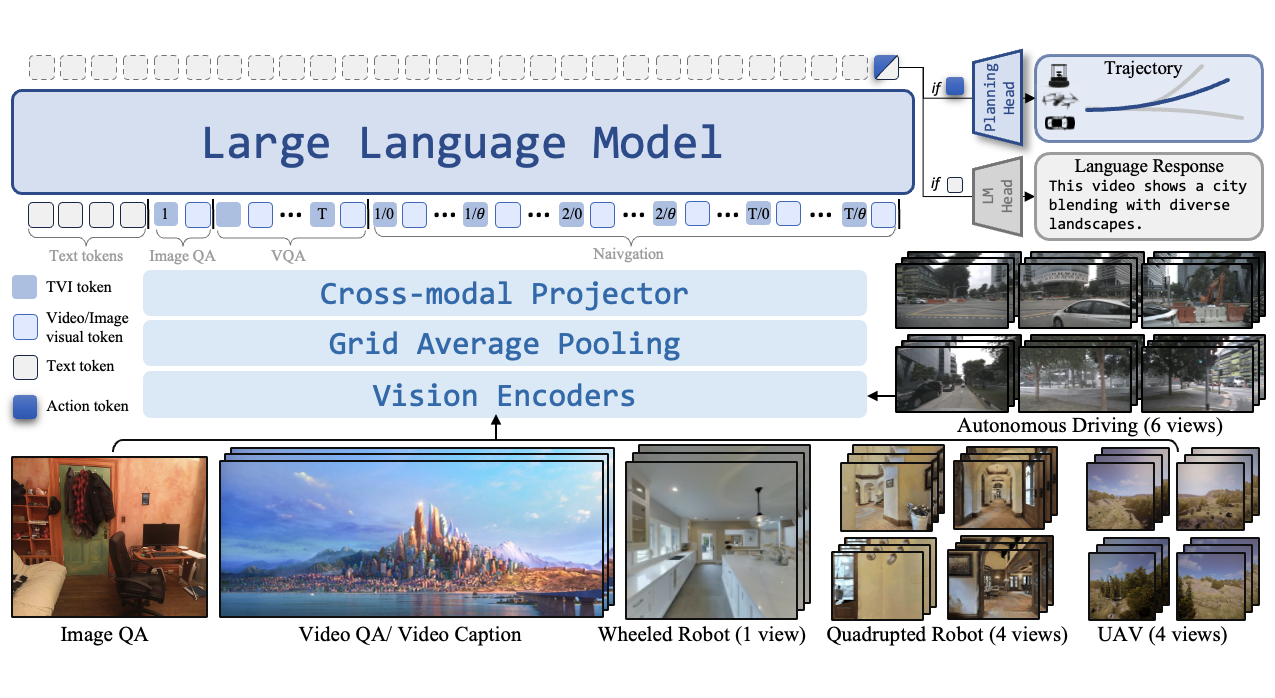 if
Planning
Head
Trajectory
Large Language Model
if
LM
Head
Language Response
This video shows a city
blending with diverse
landscapes.
1
T
1/0
1/θ
2/0
2/θ
T/0
T/θ
Text tokens
Image QA
VQA
Naivgation
TVI token
Video/Image
visual token
Text token
Action token
Cross-modal Projector
Grid Average Pooling
Vision Encoders
Autonomous Driving (6 views)
Image QA
Video QA/ Video Caption
Wheeled Robot (1 view)
Quadrupted Robot (4 views)
UAV (4 views)